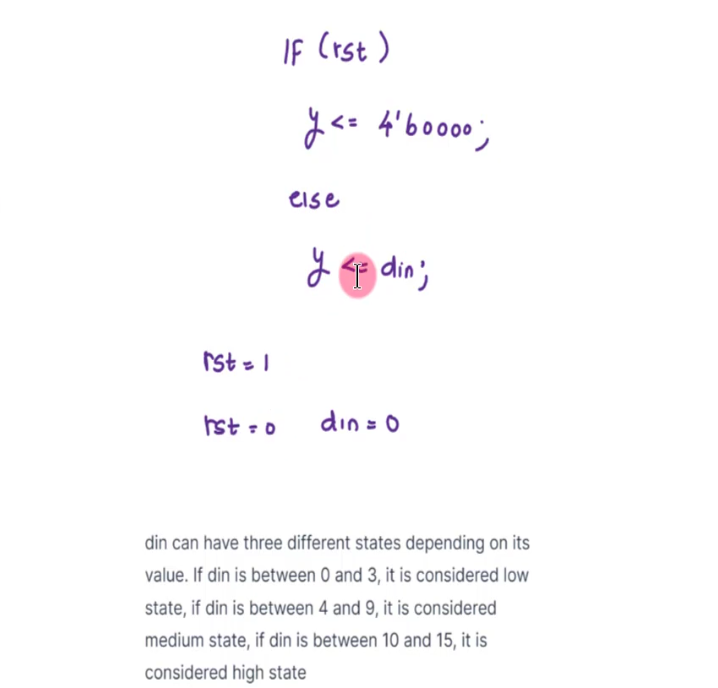 IF (rst)
y <= 4'b0000;
else
y <= din;
rst = 1
rst = 0 din = 0
din can have three different states depending on its
value. If din is between 0 and 3, it is considered low
state, if din is between 4 and 9, it is considered
medium state, if din is between 10 and 15, it is
considered high state